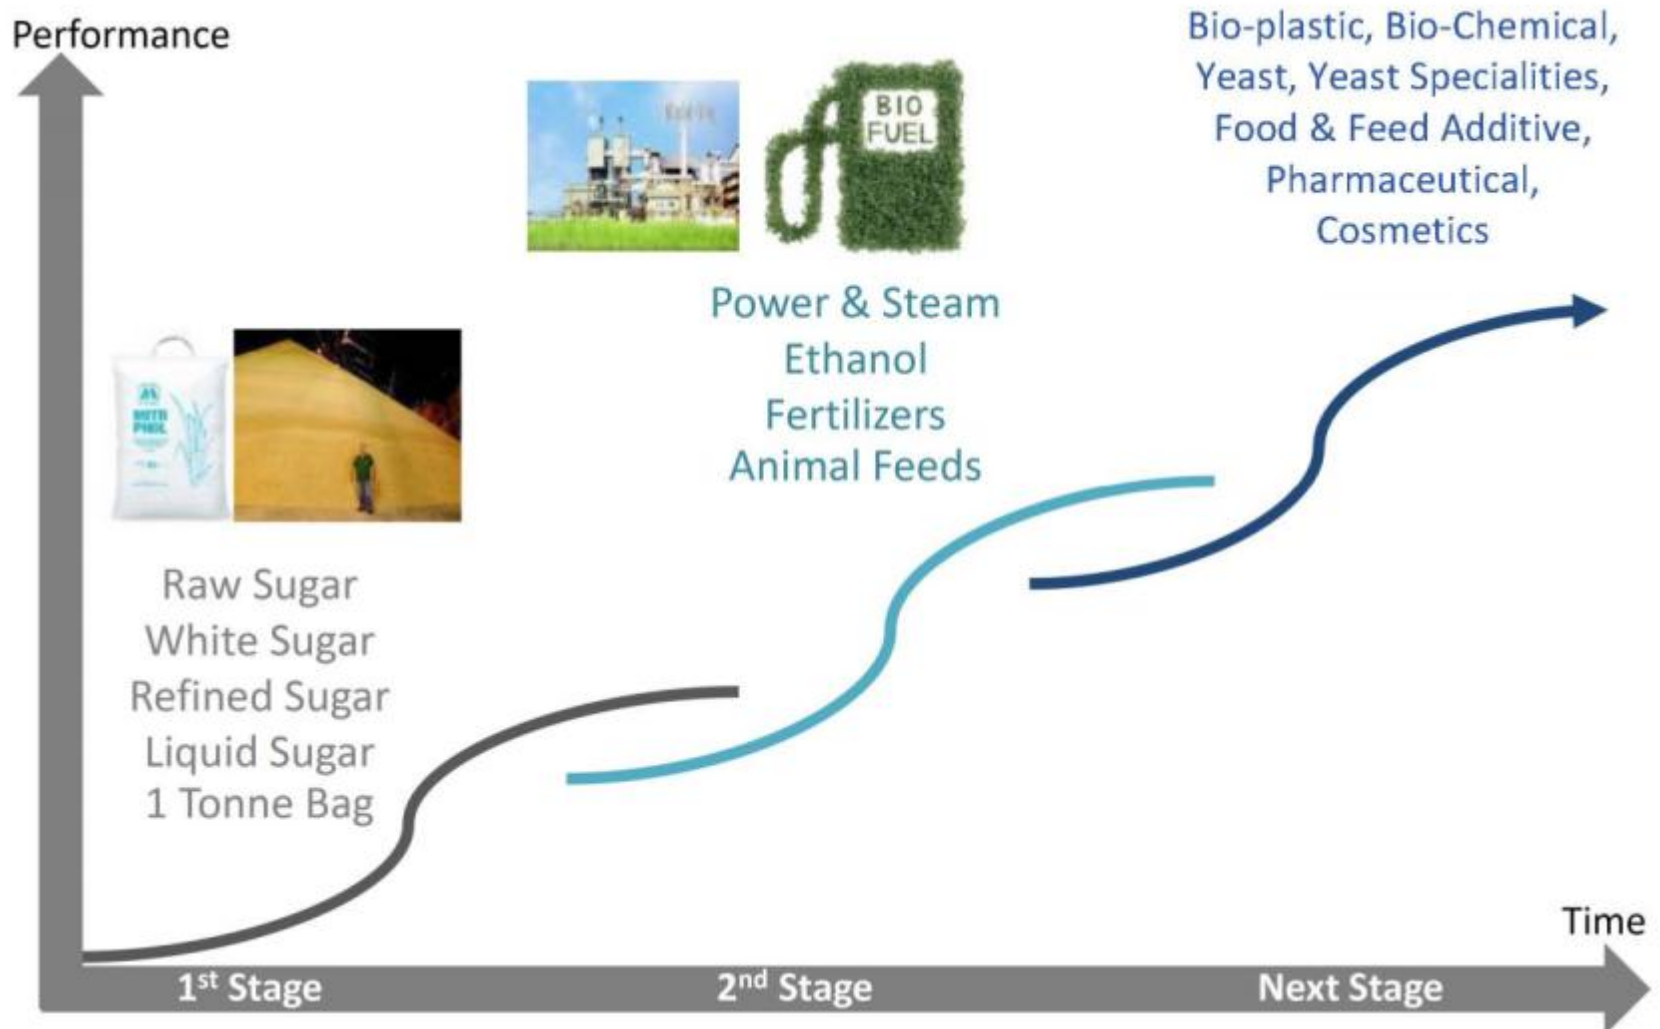 Performance
Bio-plastic, Bio-Chemical,
Yeast, Yeast Specialities,
Food & Feed Additive,
Pharmaceutical,
Cosmetics
BIO
FUEL
Power & Steam
Ethanol
Fertilizers
Animal Feeds
MITR
PHOL
Raw Sugar
White Sugar
Refined Sugar
Liquid Sugar
1 Tonne Bag
Time
1st Stage
2nd Stage
Next Stage